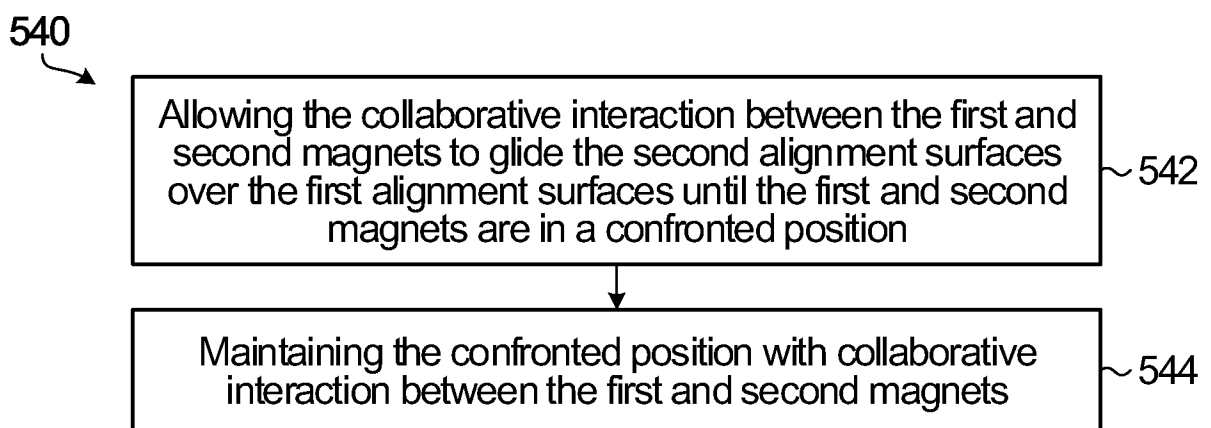 540
Allowing the collaborative interaction between the first and
second magnets to glide the second alignment surfaces
over the first alignment surfaces until the first and second
magnets are in a confronted position
542
Maintaining the confronted position with collaborative
interaction between the first and second magnets
544